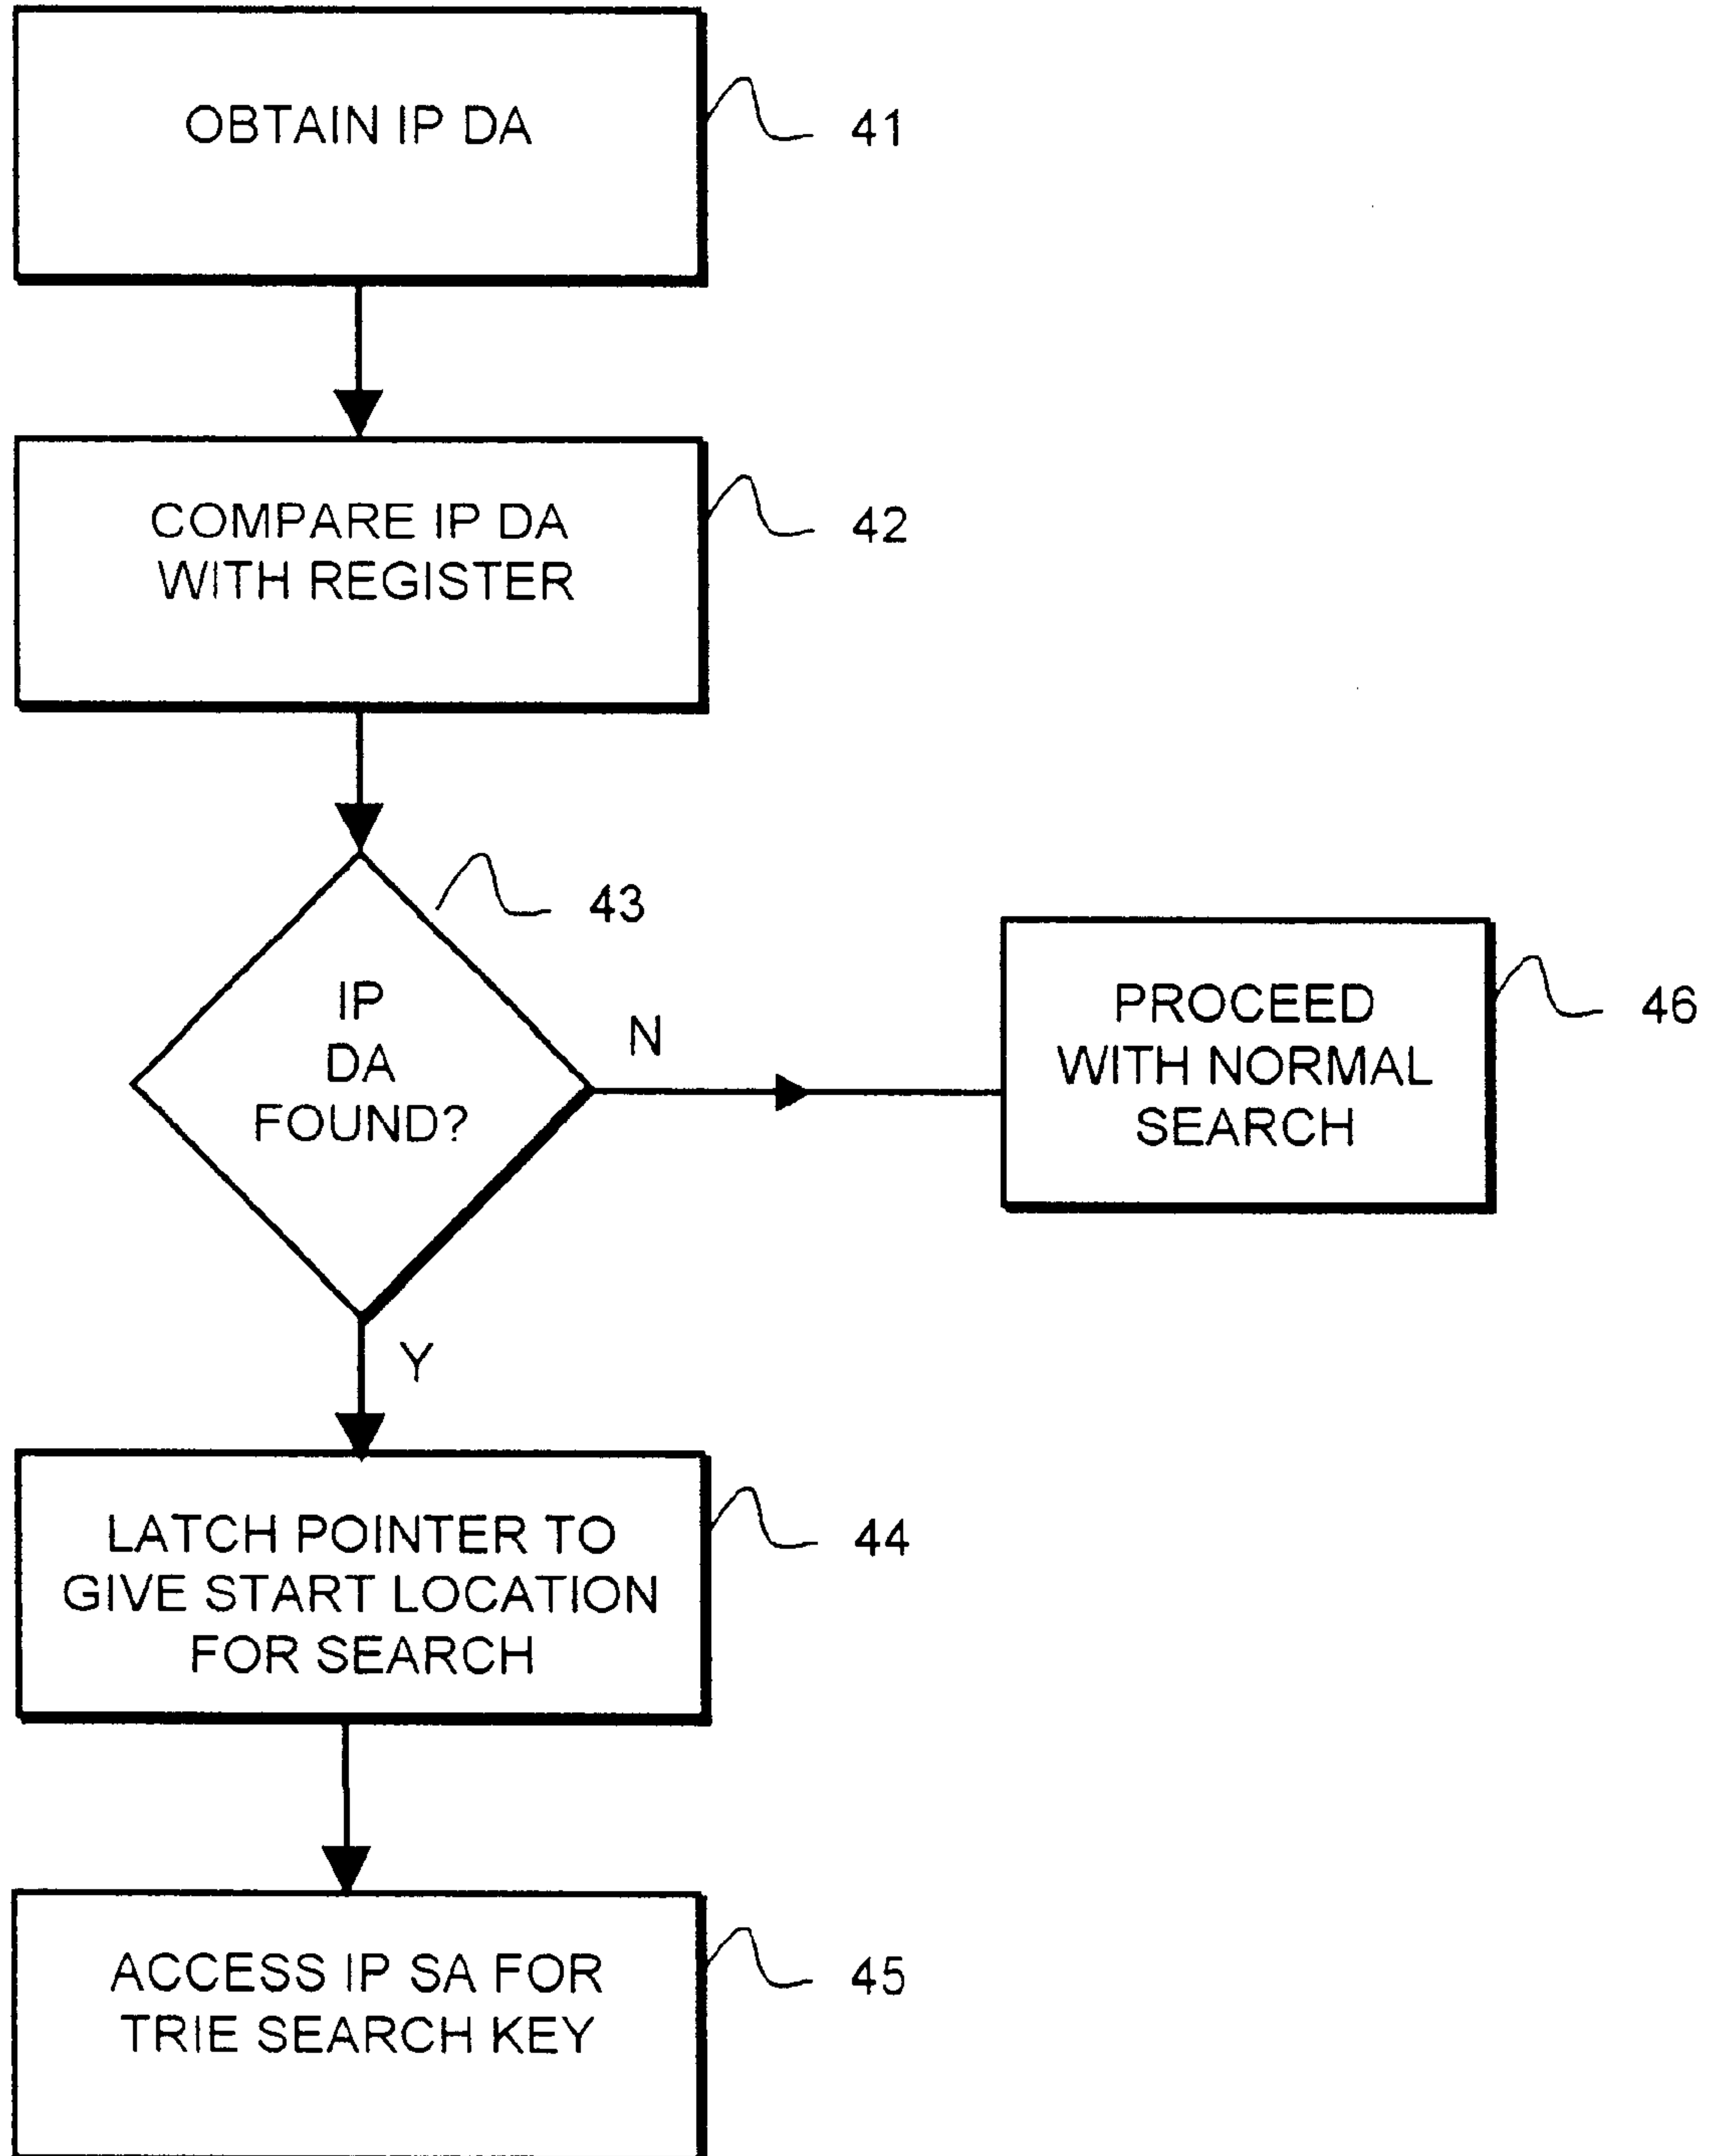 OBTAIN IP DA
41
COMPARE IP DA
WITH REGISTER
42
IP
DA
FOUND?
43
N
PROCEED
WITH NORMAL
SEARCH
46
Y
LATCH POINTER TO
GIVE START LOCATION
FOR SEARCH
44
ACCESS IP SA FOR
TRIE SEARCH KEY
45